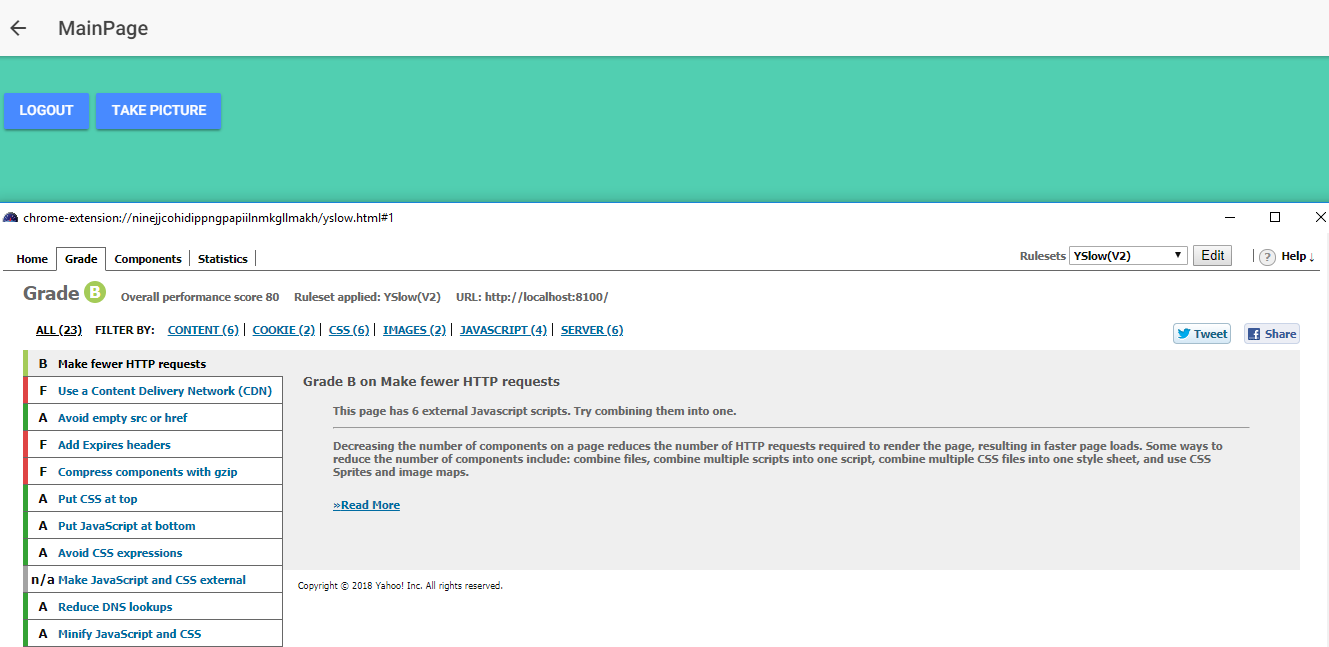 MainPage
LOGOUT TAKE PICTURE
chrome-extension://ninejjcohidippngpapiilnmkgllmakh/yslow.html#1
Home Grade Components Statistics Rulesets YSlow(V2) Edit ? Help ↓
Grade B Overall performance score 80 Ruleset applied: YSlow(V2) URL: http://localhost:8100/
ALL (23) FILTER BY: CONTENT (6) COOKIE (2) CSS (6) IMAGES (2) JAVASCRIPT (4) SERVER (6)
Tweet Share
B Make fewer HTTP requests
F Use a Content Delivery Network (CDN)
A Avoid empty src or href
F Add Expires headers
F Compress components with gzip
A Put CSS at top
A Put JavaScript at bottom
A Avoid CSS expressions
n/a Make JavaScript and CSS external
A Reduce DNS lookups
A Minify JavaScript and CSS
Grade B on Make fewer HTTP requests
This page has 6 external Javascript scripts. Try combining them into one.
Decreasing the number of components on a page reduces the number of HTTP requests required to render the page, resulting in faster page loads. Some ways to
reduce the number of components include: combine files, combine multiple scripts into one script, combine multiple CSS files into one style sheet, and use CSS
Sprites and image maps.
»Read More
Copyright © 2018 Yahoo! Inc. All rights reserved.